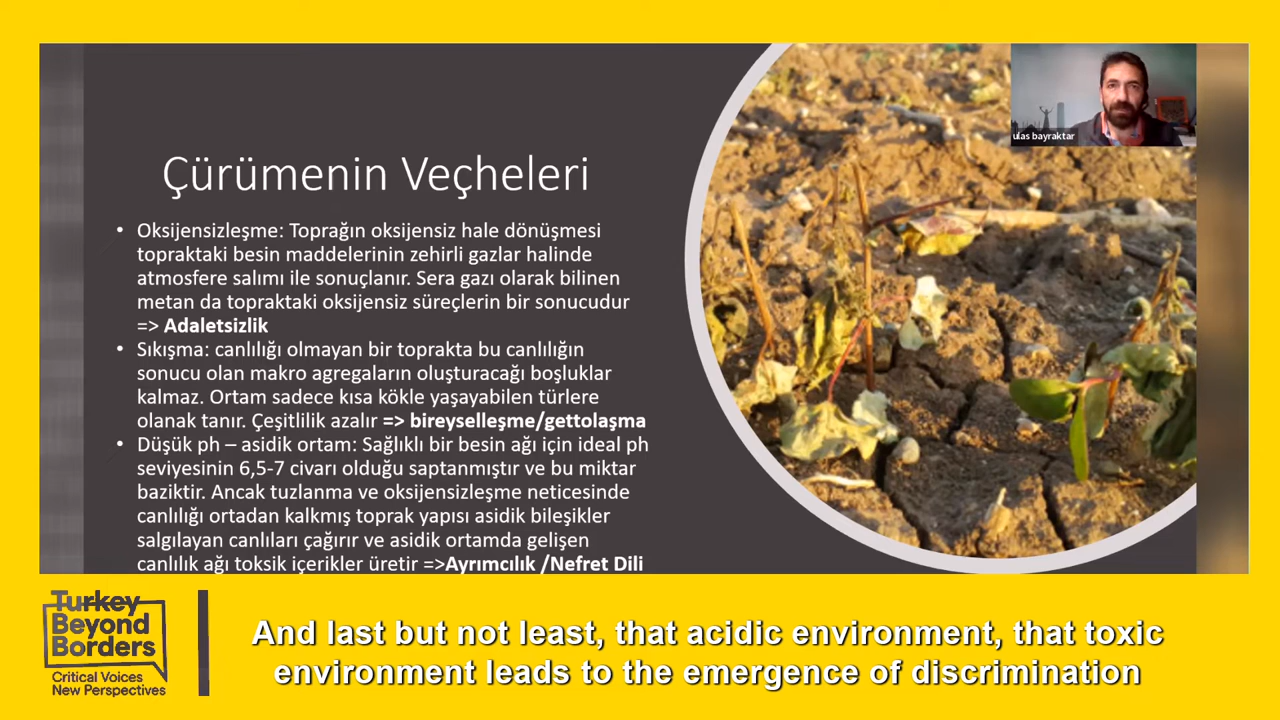 ulas bayraktar
Çürümenin Veçheleri
• Oksijensizleşme: Toprağın oksijensiz hale dönüşmesi
topraktaki besin maddelerinin zehirli gazlar halinde
atmosfere salımı ile sonuçlanır. Sera gazı olarak bilinen
metan da topraktaki oksijensiz süreçlerin bir sonucudur
=> Adaletsizlik
• Sıkışma: canlılığı olmayan bir toprakta bu canlılığın
sonucu olan makro agregaların oluşturacağı boşluklar
kalmaz. Ortam sadece kısa kökle yaşayabilen türlere
olanak tanır. Çeşitlilik azalır => bireyselleşme/gettolaşma
• Düşük ph – asidik ortam: Sağlıklı bir besin ağı için ideal ph
seviyesinin 6,5-7 civarı olduğu saptanmıştır ve bu miktar
baziktir. Ancak tuzlanma ve oksijensizleşme neticesinde
canlılığı ortadan kalkmış toprak yapısı asidik bileşikler
salgılayan canlıları çağırır ve asidik ortamda gelişen
canlılık ağı toksik içerikler üretir =>Ayrımcılık /Nefret Dili
Turkey
Beyond
Borders
Critical Voices
New Perspectives
And last but not least, that acidic environment, that toxic
environment leads to the emergence of discrimination